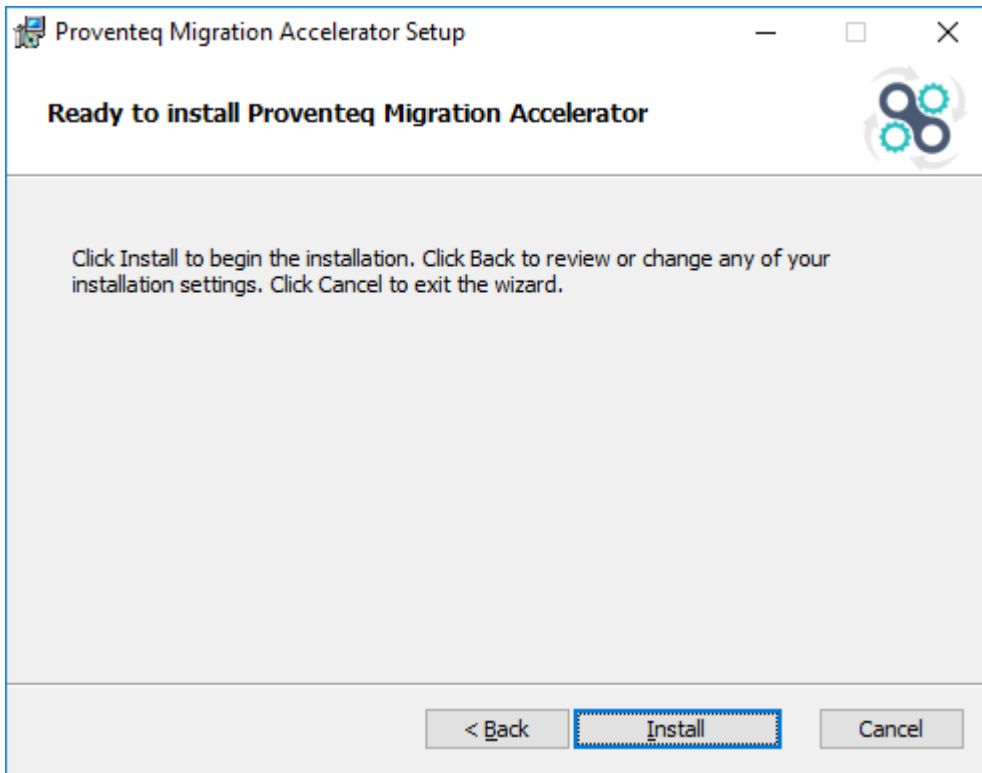 Proventeq Migration Accelerator Setup
Ready to install Proventeq Migration Accelerator
Click Install to begin the installation. Click Back to review or change any of your
installation settings. Click Cancel to exit the wizard.
< Back Install Cancel